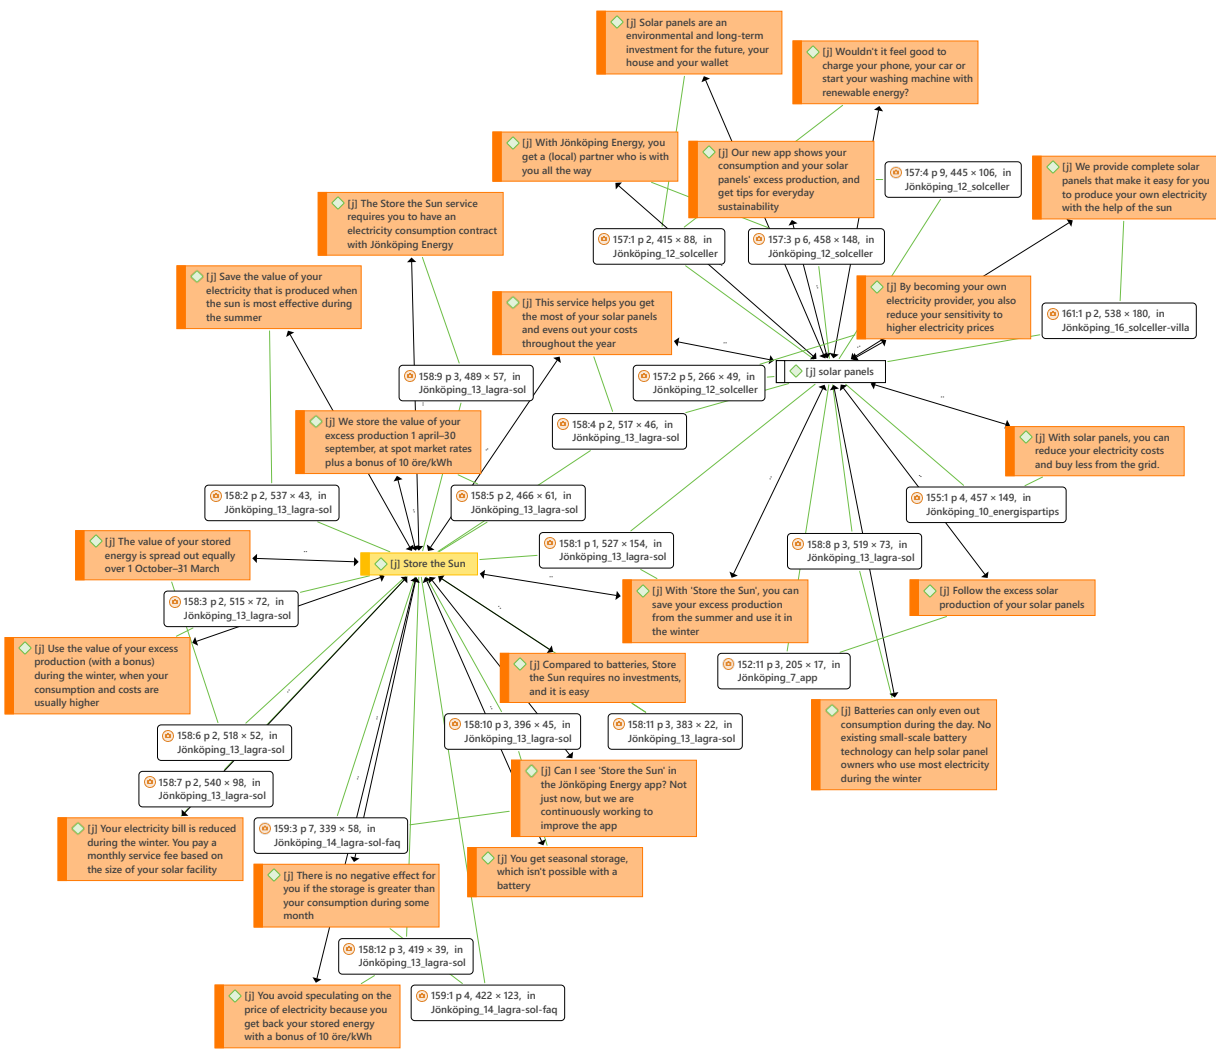 [j] Solar panels are an
environmental and long-term
investment for the future, your
house and your wallet
[j] Wouldn't it feel good to
charge your phone, your car or
start your washing machine with
renewable energy?
[j] With Jönköping Energy, you
get a (local) partner who is with
you all the way
[j] Our new app shows your
consumption and your solar
panels' excess production, and
get tips for everyday
sustainability
157:4 p 9, 445 × 106, in
Jönköping_12_solceller
[j] We provide complete solar
panels that make it easy for you
to produce your own electricity
with the help of the sun
[j] The Store the Sun service
requires you to have an
electricity consumption contract
with Jönköping Energy
157:1 p 2, 415 × 88, in
Jönköping_12_solceller
157:3 p 6, 458 × 148, in
Jönköping_12_solceller
[j] Save the value of your
electricity that is produced when
the sun is most effective during
the summer
[j] This service helps you get
the most of your solar panels
and evens out your costs
throughout the year
[j] By becoming your own
electricity provider, you also
reduce your sensitivity to
higher electricity prices
161:1 p 2, 538 × 180, in
Jönköping_16_solceller-villa
158:9 p 3, 489 × 57, in
Jönköping_13_lagra-sol
157:2 p 5, 266 × 49, in
Jönköping_12_solceller
[j] solar panels
[j] We store the value of your
excess production 1 april–30
september, at spot market rates
plus a bonus of 10 öre/kWh
158:4 p 2, 517 × 46, in
Jönköping_13_lagra-sol
[j] With solar panels, you can
reduce your electricity costs
and buy less from the grid.
158:2 p 2, 537 × 43, in
Jönköping_13_lagra-sol
158:5 p 2, 466 × 61, in
Jönköping_13_lagra-sol
155:1 p 4, 457 × 149, in
Jönköping_10_energispartips
[j] The value of your stored
energy is spread out equally
over 1 October–31 March
[j] Store the Sun
158:1 p 1, 527 × 154, in
Jönköping_13_lagra-sol
158:8 p 3, 519 × 73, in
Jönköping_13_lagra-sol
158:3 p 2, 515 × 72, in
Jönköping_13_lagra-sol
[j] With 'Store the Sun', you can
save your excess production
from the summer and use it in
the winter
[j] Follow the excess solar
production of your solar panels
[j] Use the value of your excess
production (with a bonus)
during the winter, when your
consumption and costs are
usually higher
[j] Compared to batteries, Store
the Sun requires no investments,
and it is easy
152:11 p 3, 205 × 17, in
Jönköping_7_app
158:6 p 2, 518 × 52, in
Jönköping_13_lagra-sol
158:10 p 3, 396 × 45, in
Jönköping_13_lagra-sol
158:11 p 3, 383 × 22, in
Jönköping_13_lagra-sol
[j] Batteries can only even out
consumption during the day. No
existing small-scale battery
technology can help solar panel
owners who use most electricity
during the winter
158:7 p 2, 540 × 98, in
Jönköping_13_lagra-sol
[j] Can I see 'Store the Sun' in
the Jönköping Energy app? Not
just now, but we are
continuously working to
improve the app
[j] Your electricity bill is reduced
during the winter. You pay a
monthly service fee based on
the size of your solar facility
159:3 p 7, 339 × 58, in
Jönköping_14_lagra-sol-faq
[j] You get seasonal storage,
which isn't possible with a
battery
[j] There is no negative effect for
you if the storage is greater than
your consumption during some
month
158:12 p 3, 419 × 39, in
Jönköping_13_lagra-sol
[j] You avoid speculating on the
price of electricity because you
get back your stored energy
with a bonus of 10 öre/kWh
159:1 p 4, 422 × 123, in
Jönköping_14_lagra-sol-faq